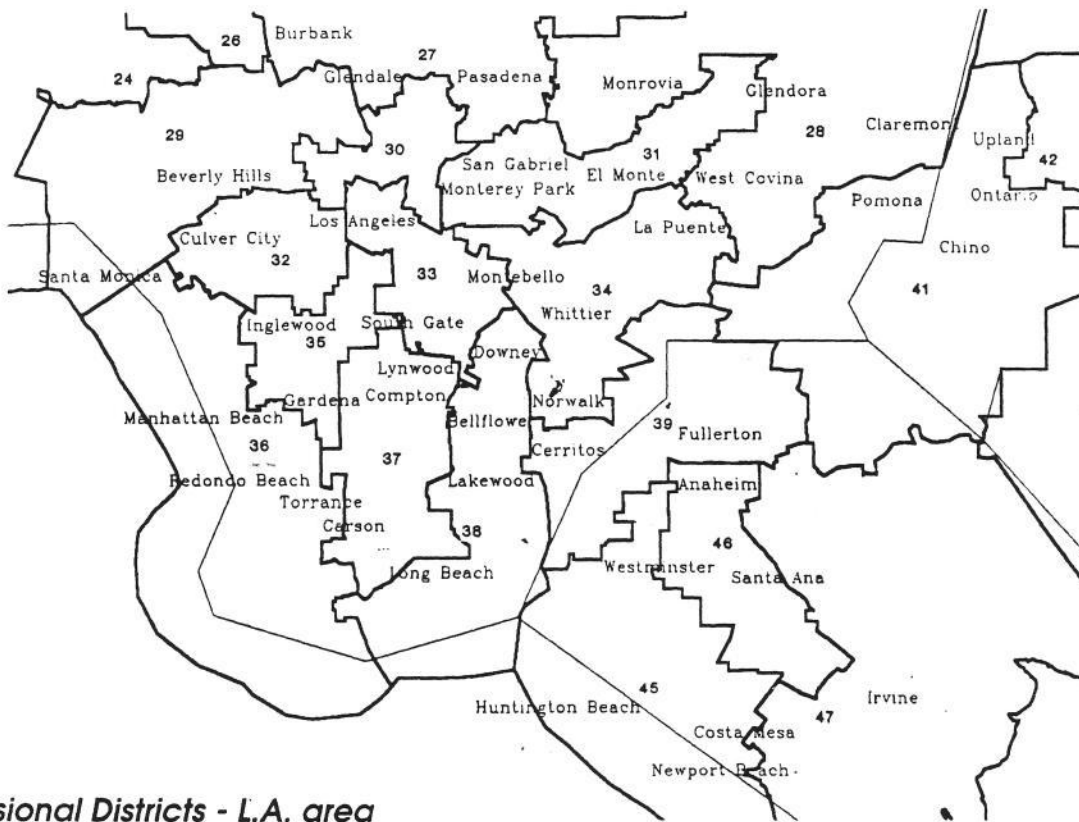 26
Burbank
27
24
Glendale
Pasadena
Monrovia
Glendora
28
29
Claremont
Upland
42
30
San Gabriel
31
Beverly Hills
Monterey Park
El Monte
West Covina
Pomona
Ontario
Los Angeles
La Puente
Culver City
Chino
32
Santa Monica
33
Montebello
34
41
Whittier
Inglewood
South Gate
35
Downey
Lynwood
Compton
Gardena
Norwalk
Manhattan Beach
Bellflowe
39
Fullerton
36
Cerritos
37
Redondo Beach
Lakewood
Anaheim
Torrance
Carson
38
46
Long Beach
Westminster
Santa Ana
45
Irvine
Huntington Beach
47
Costa Mesa
Newport Beach
sional Districts - L.A. area